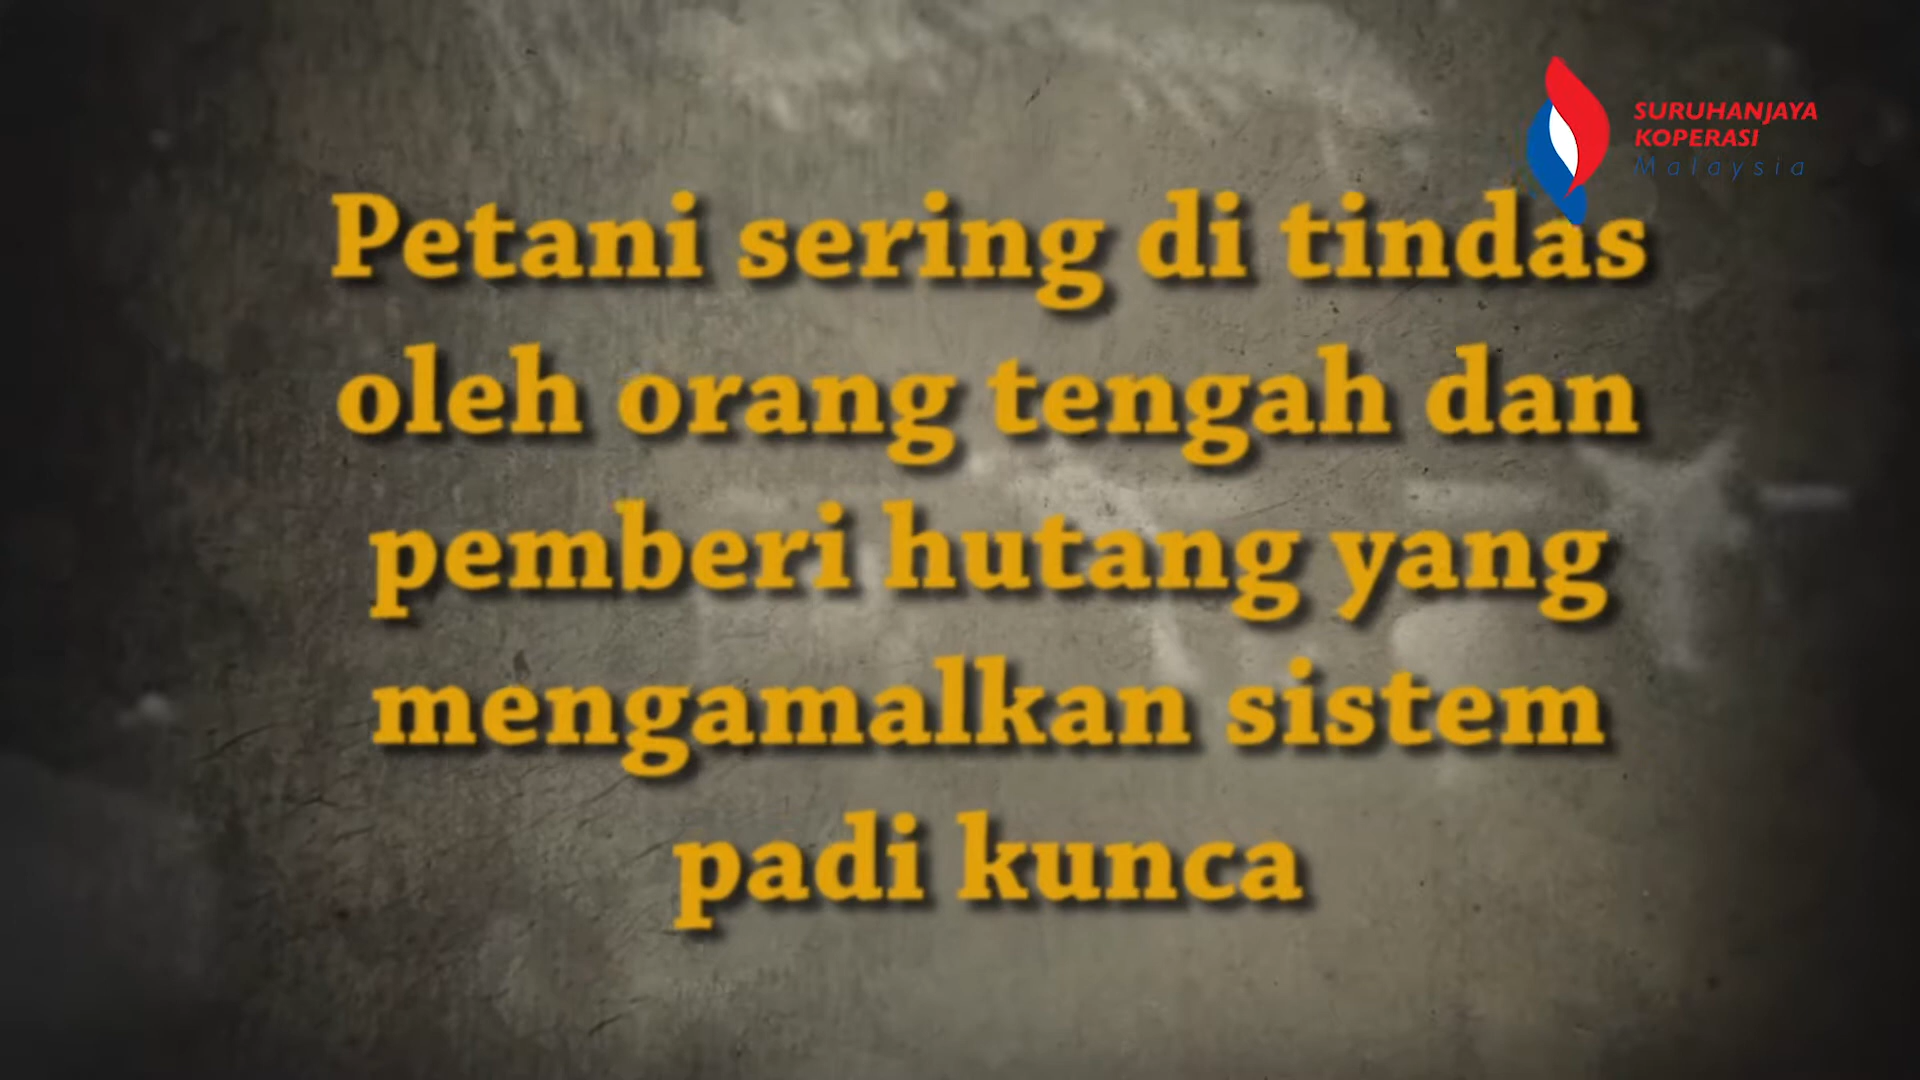 SURUHANJAYA
KOPERASI
Malaysia
Petani sering di tindas
oleh orang tengah dan
pemberi hutang yang
mengamalkan sistem
padi kunca